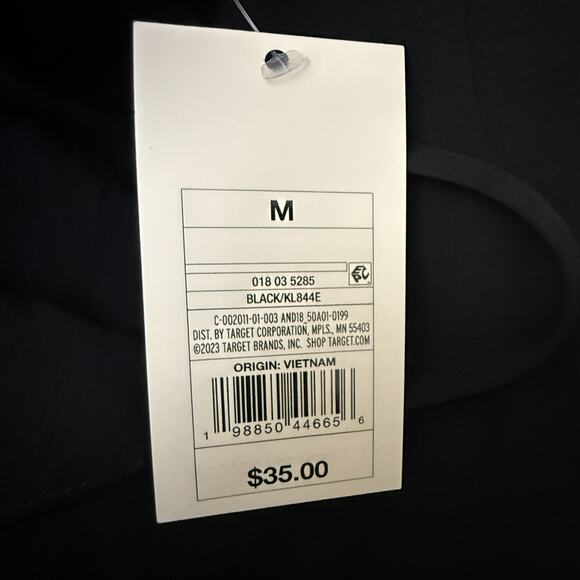 M
018 03 5285
BLACK/KL844E
C-002011-01-003 AND18_50A01-0199
DIST. BY TARGET CORPORATION, MPLS., MN 55403
©2023 TARGET BRANDS, INC. SHOP TARGET.COM
ORIGIN: VIETNAM
1 98850 44665 6
$35.00